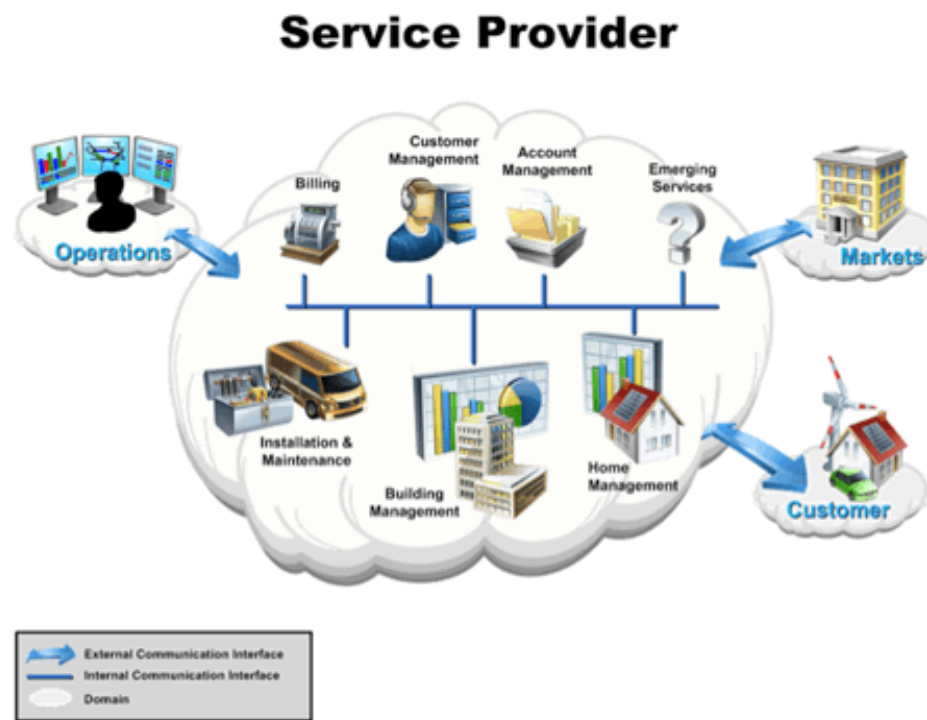 Service Provider
Customer
Management
Account
Management
Emerging
Services
Billing
Operations
Markets
Installation &
Maintenance
Building
Management
Home
Management
Customer
External Communication Interface
Internal Communication Interface
Domain